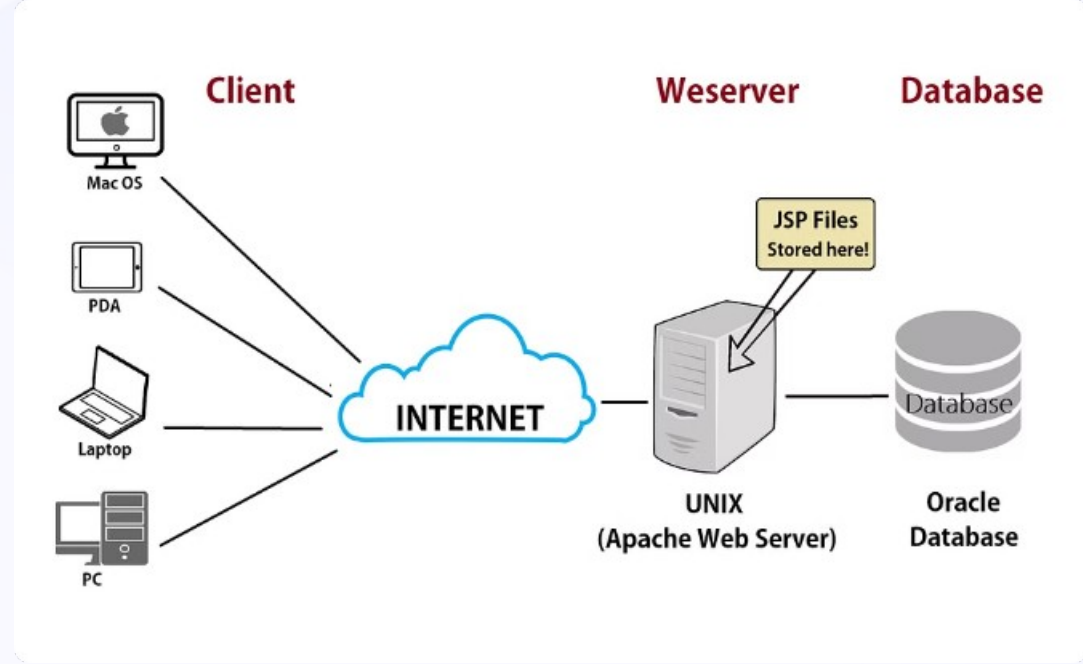 Client
Weserver
Database
Mac OS
PDA
Laptop
PC
INTERNET
JSP Files
Stored here!
UNIX
(Apache Web Server)
Database
Oracle
Database